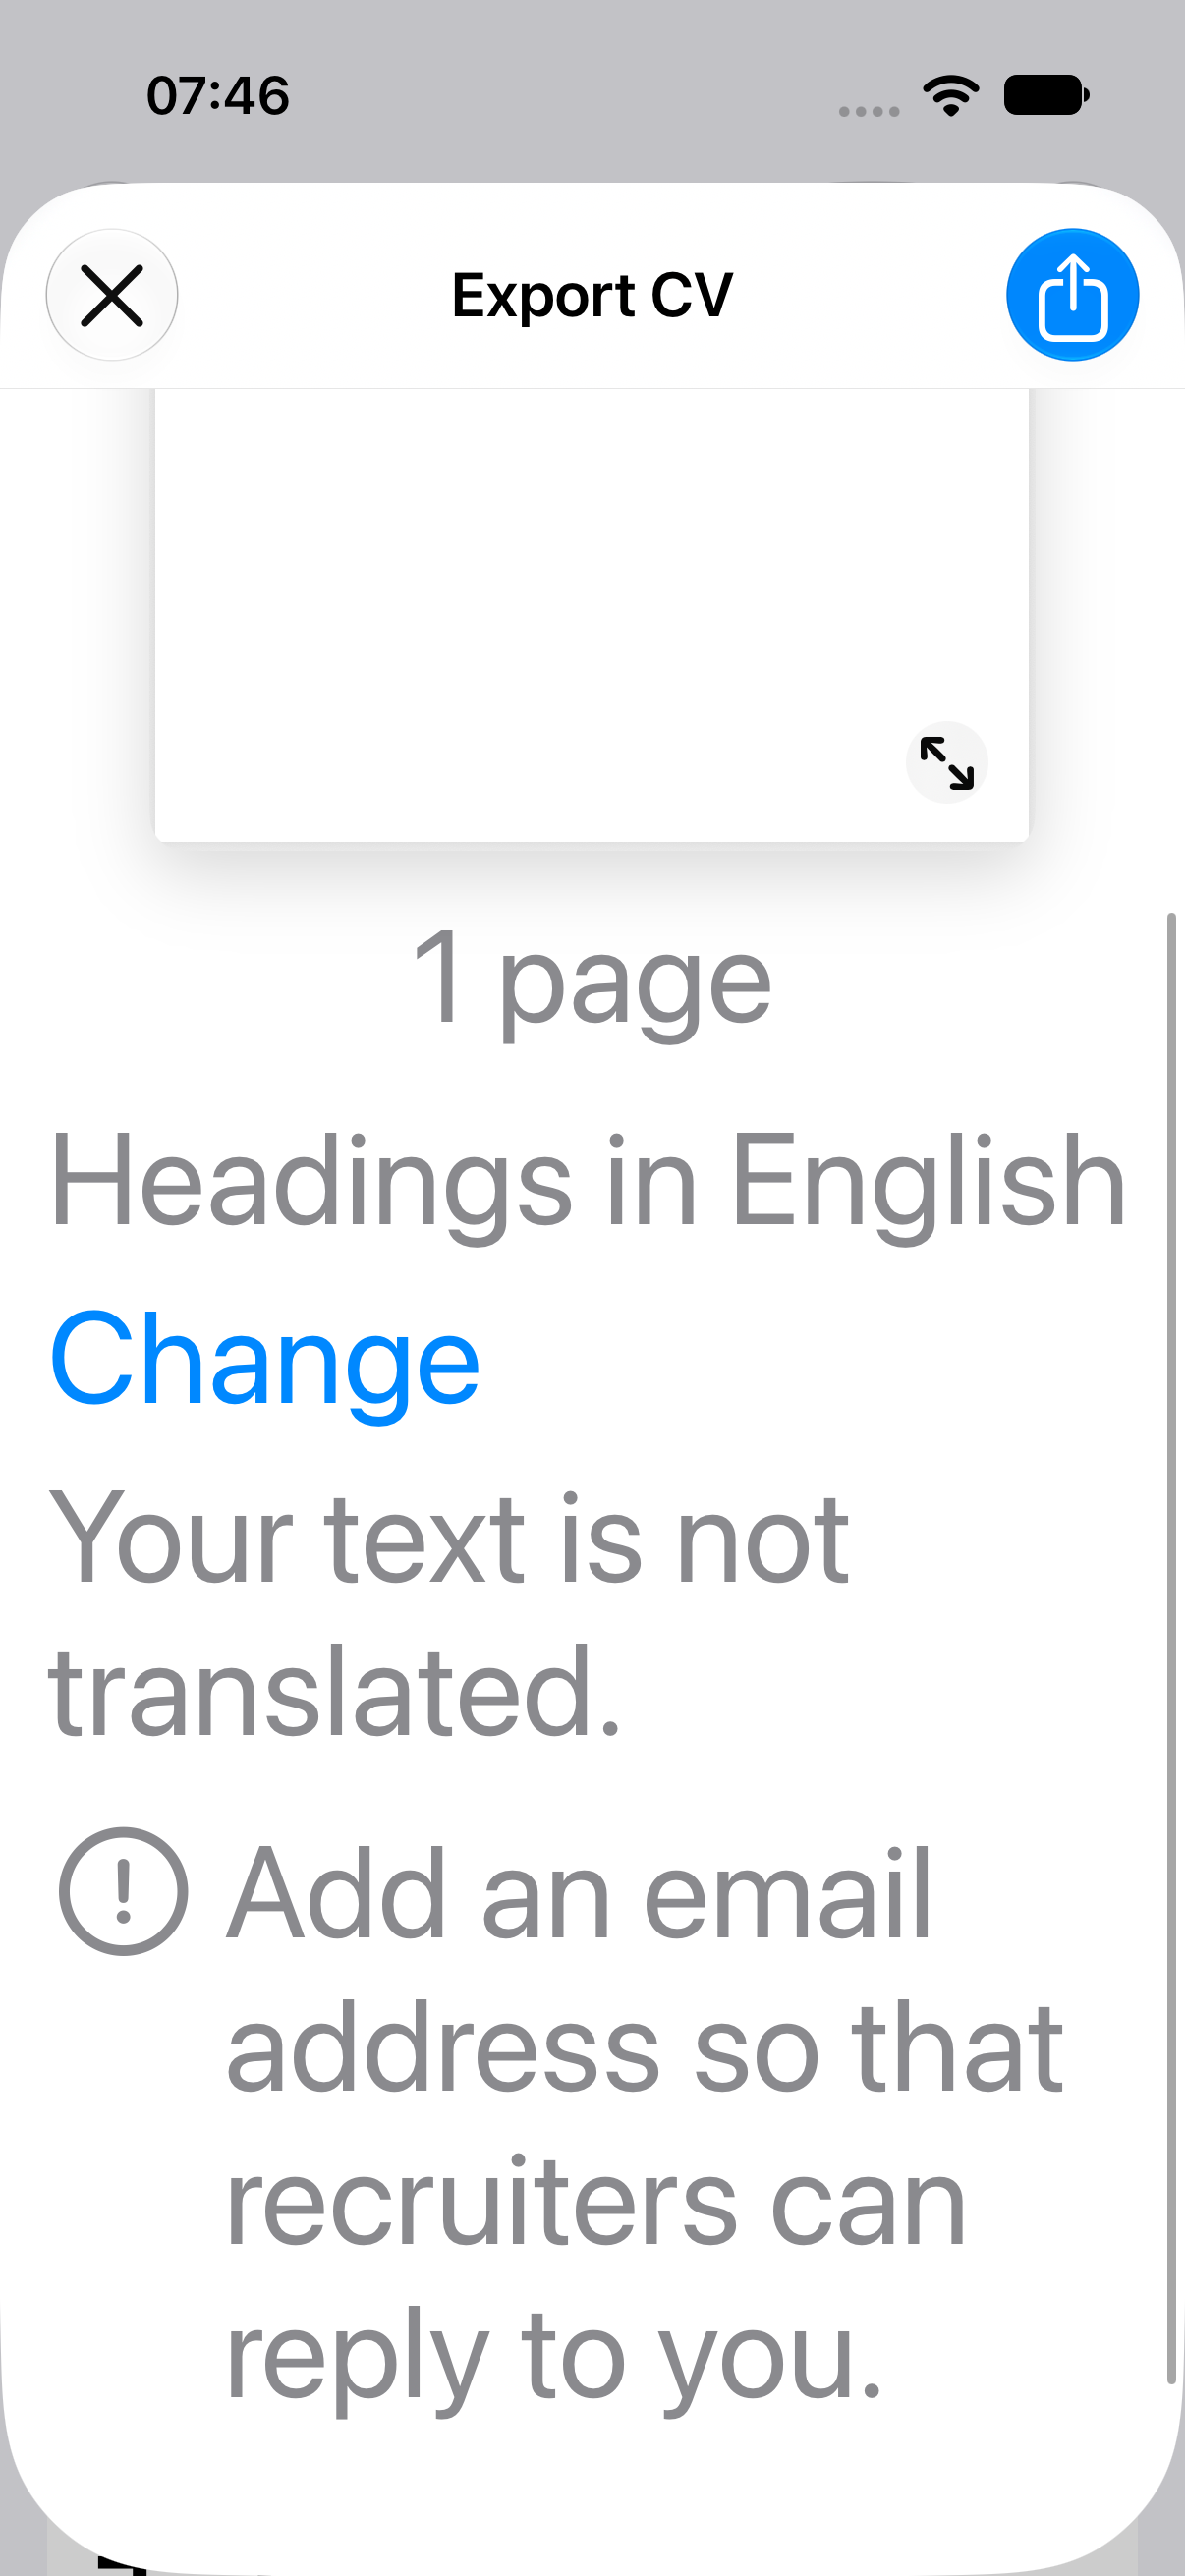 07:46
Export CV
1 page
Headings in English
Change
Your text is not
translated.
Add an email
address so that
recruiters can
reply to you.